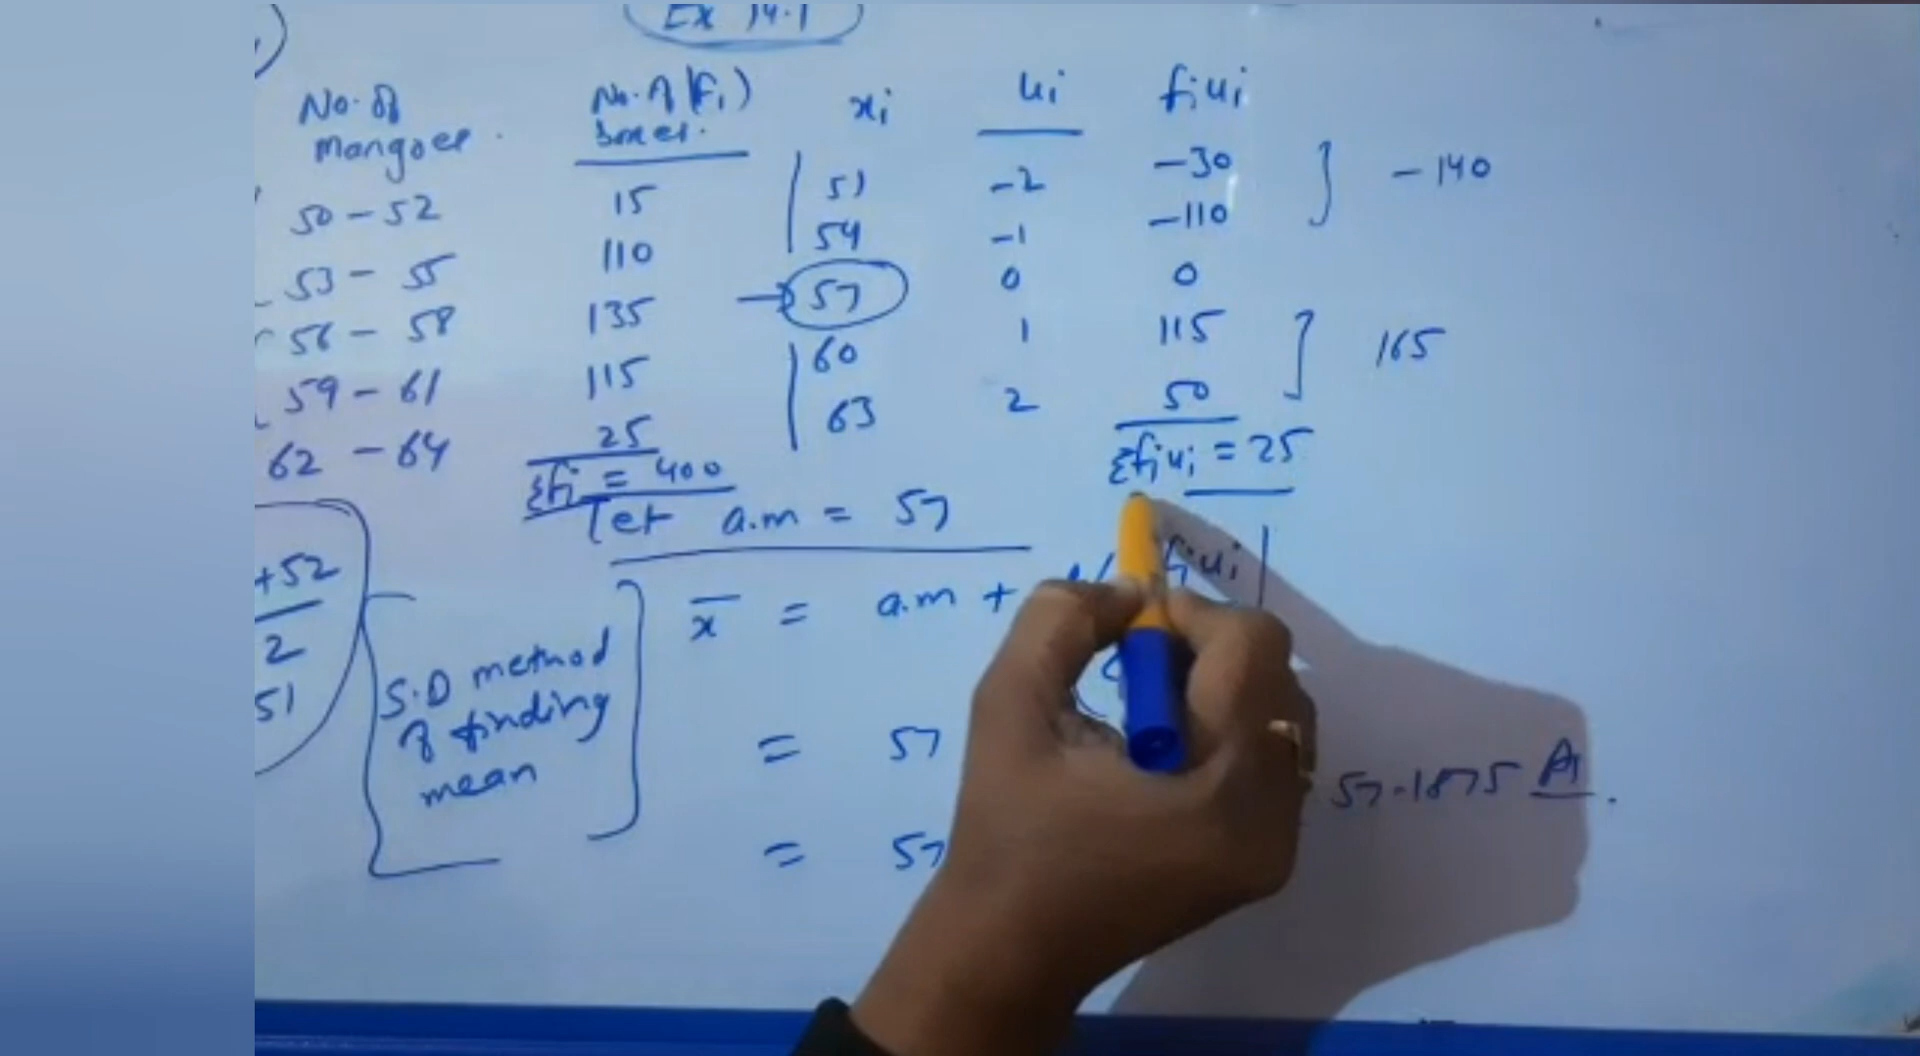 Ex 14.1
No. of mangoes. No. of (Fi) boxes. xi ui fiui
50-52 15 51 -2 -30
53-55 110 54 -1 -110 -140
56-58 135 → 57 0 0
59-61 115 60 1 115
62-64 25 63 2 50 165
Σfi = 400 Σfiui = 25
let a.m = 57
+52
2
51
S.D method
of finding
mean
x̄ = a.m + fiui
= 57
= 57
57.1875 A